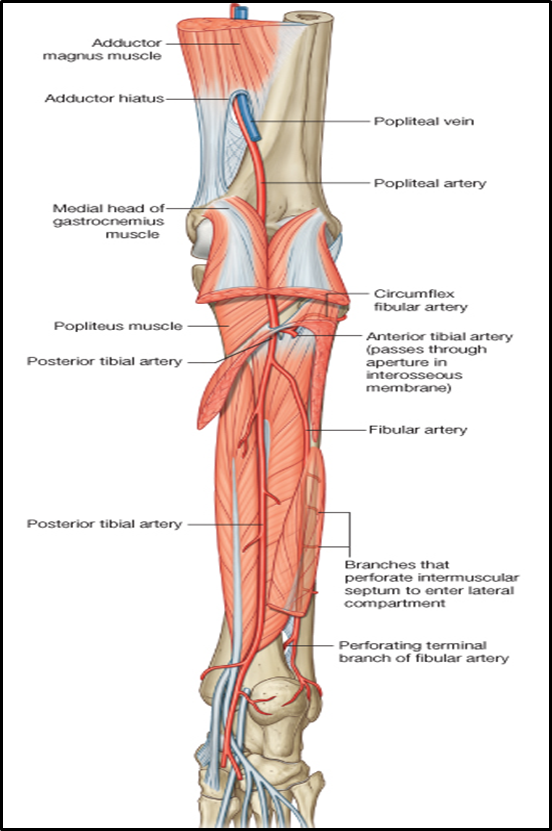 Adductor
magnus muscle
Adductor hiatus
Popliteal vein
Popliteal artery
Medial head of
gastrocnemius
muscle
Circumflex
fibular artery
Popliteus muscle
Anterior tibial artery
(passes through
aperture in
interosseous
membrane)
Posterior tibial artery
Fibular artery
Posterior tibial artery
Branches that
perforate intermuscular
septum to enter lateral
compartment
Perforating terminal
branch of fibular artery